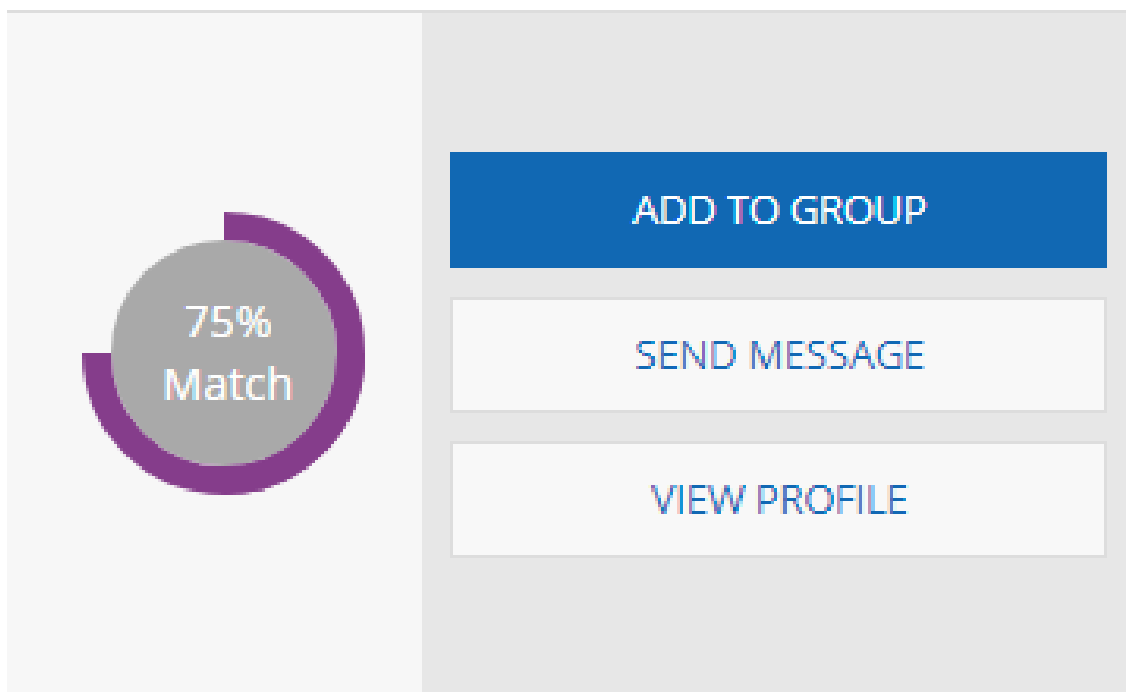 75%
Match
ADD TO GROUP
SEND MESSAGE
VIEW PROFILE